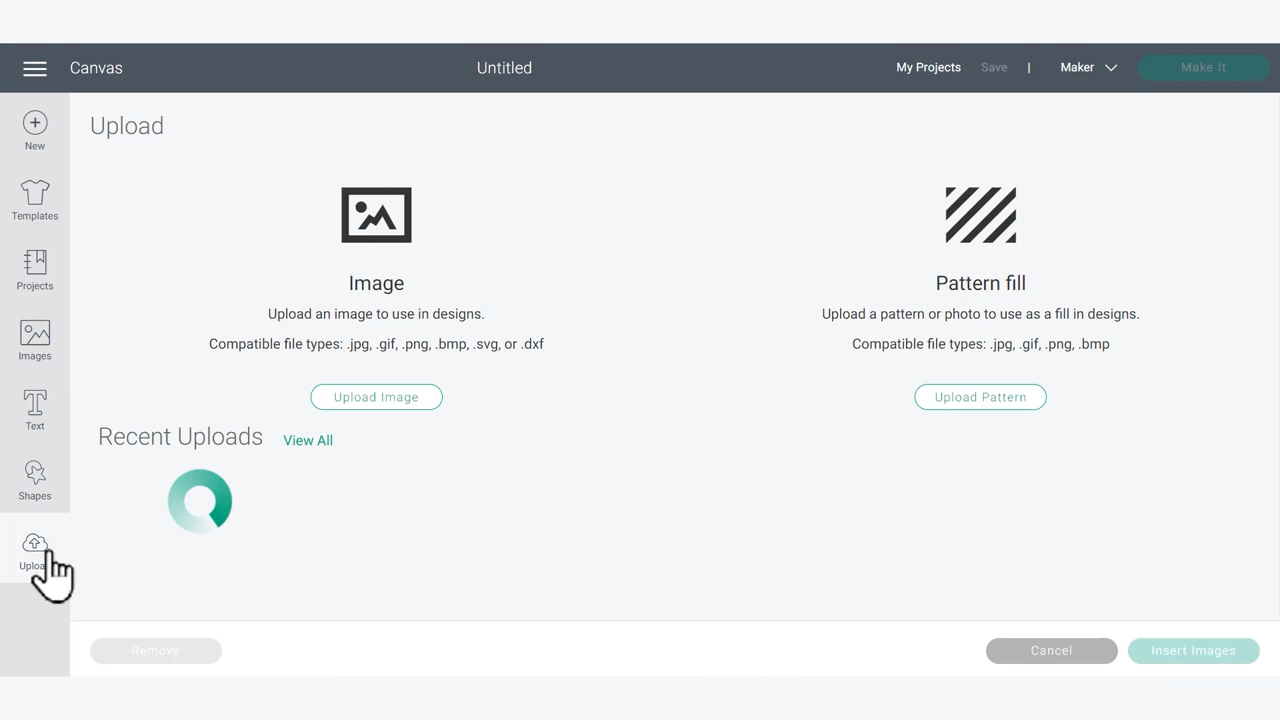 Canvas
Untitled
My Projects Save | Maker Make It
New
Templates
Projects
Images
Text
Shapes
Upload
Upload
Image
Upload an image to use in designs.
Compatible file types: .jpg, .gif, .png, .bmp, .svg, or .dxf
Upload Image
Pattern fill
Upload a pattern or photo to use as a fill in designs.
Compatible file types: .jpg, .gif, .png, .bmp
Upload Pattern
Recent Uploads View All
Remove
Cancel
Insert Images